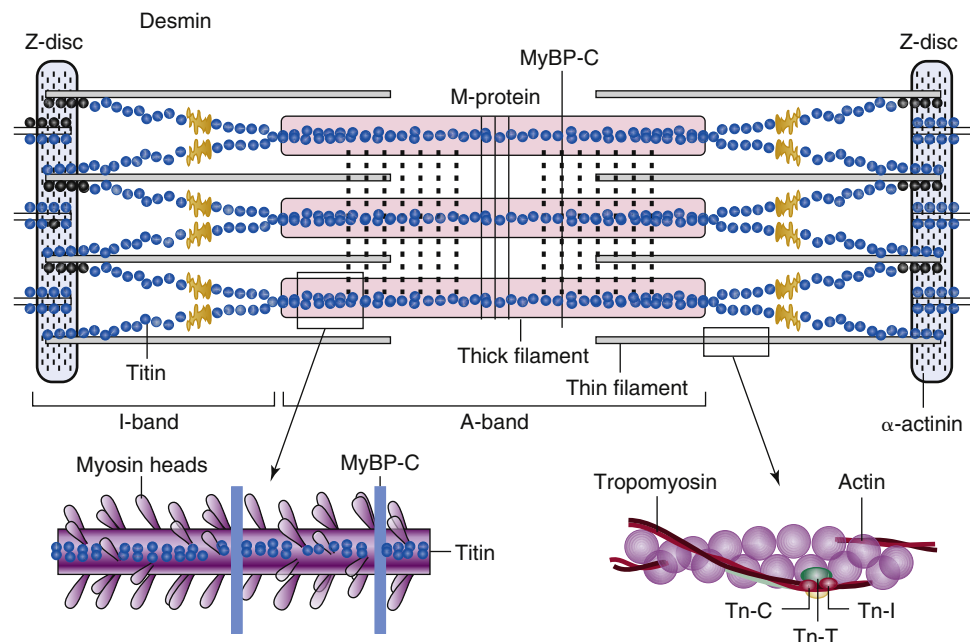 Desmin
Z-disc
Z-disc
MyBP-C
M-protein
Thick filament
Titin
Thin filament
I-band
A-band
α-actinin
Myosin heads
MyBP-C
Tropomyosin
Actin
Titin
Tn-C
Tn-I
Tn-T